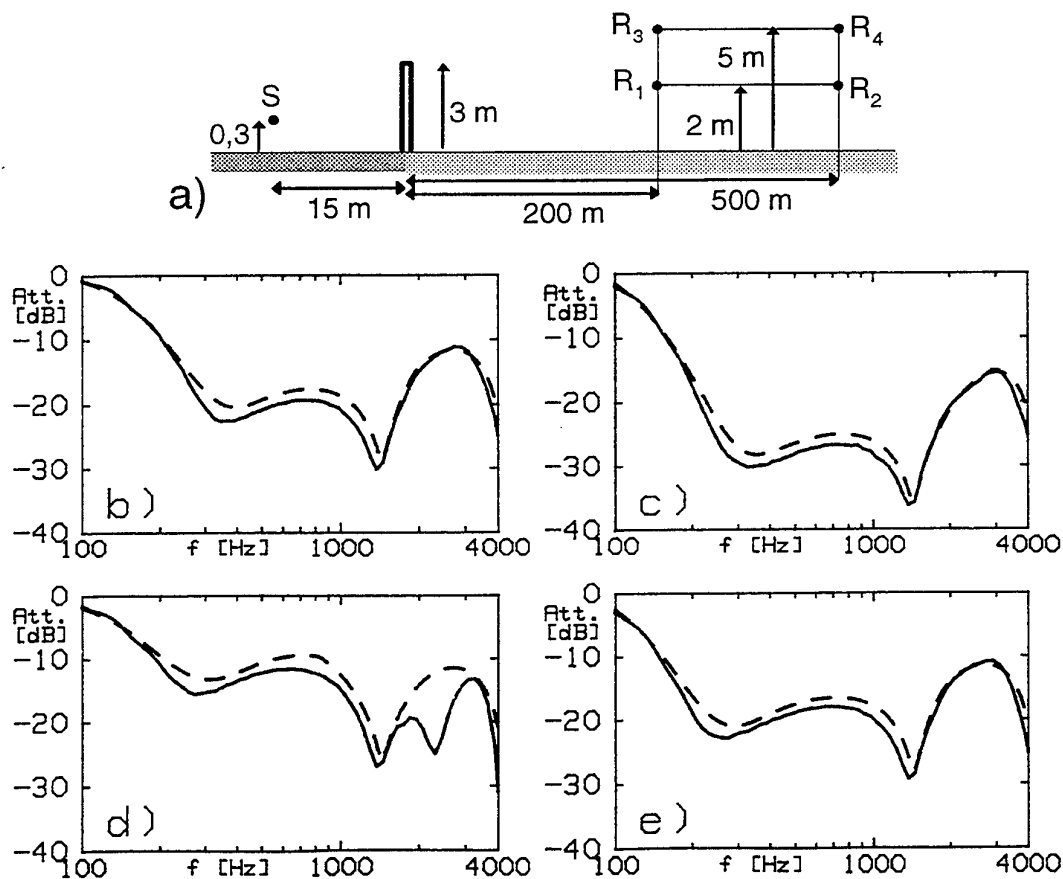 R3 R4
5 m
S R1 R2
3 m
0,3 2 m
a) 15 m 200 m 500 m
0 0
Att. Att.
[dB] [dB]
-10 -10
-20 -20
-30 -30
b) c)
-40 -40
100 f [Hz] 1000 4000 100 f [Hz] 1000 4000
0 0
Att. Att.
[dB] [dB]
-10 -10
-20 -20
-30 -30
d) e)
-40 -40
100 f [Hz] 1000 4000 100 f [Hz] 1000 4000